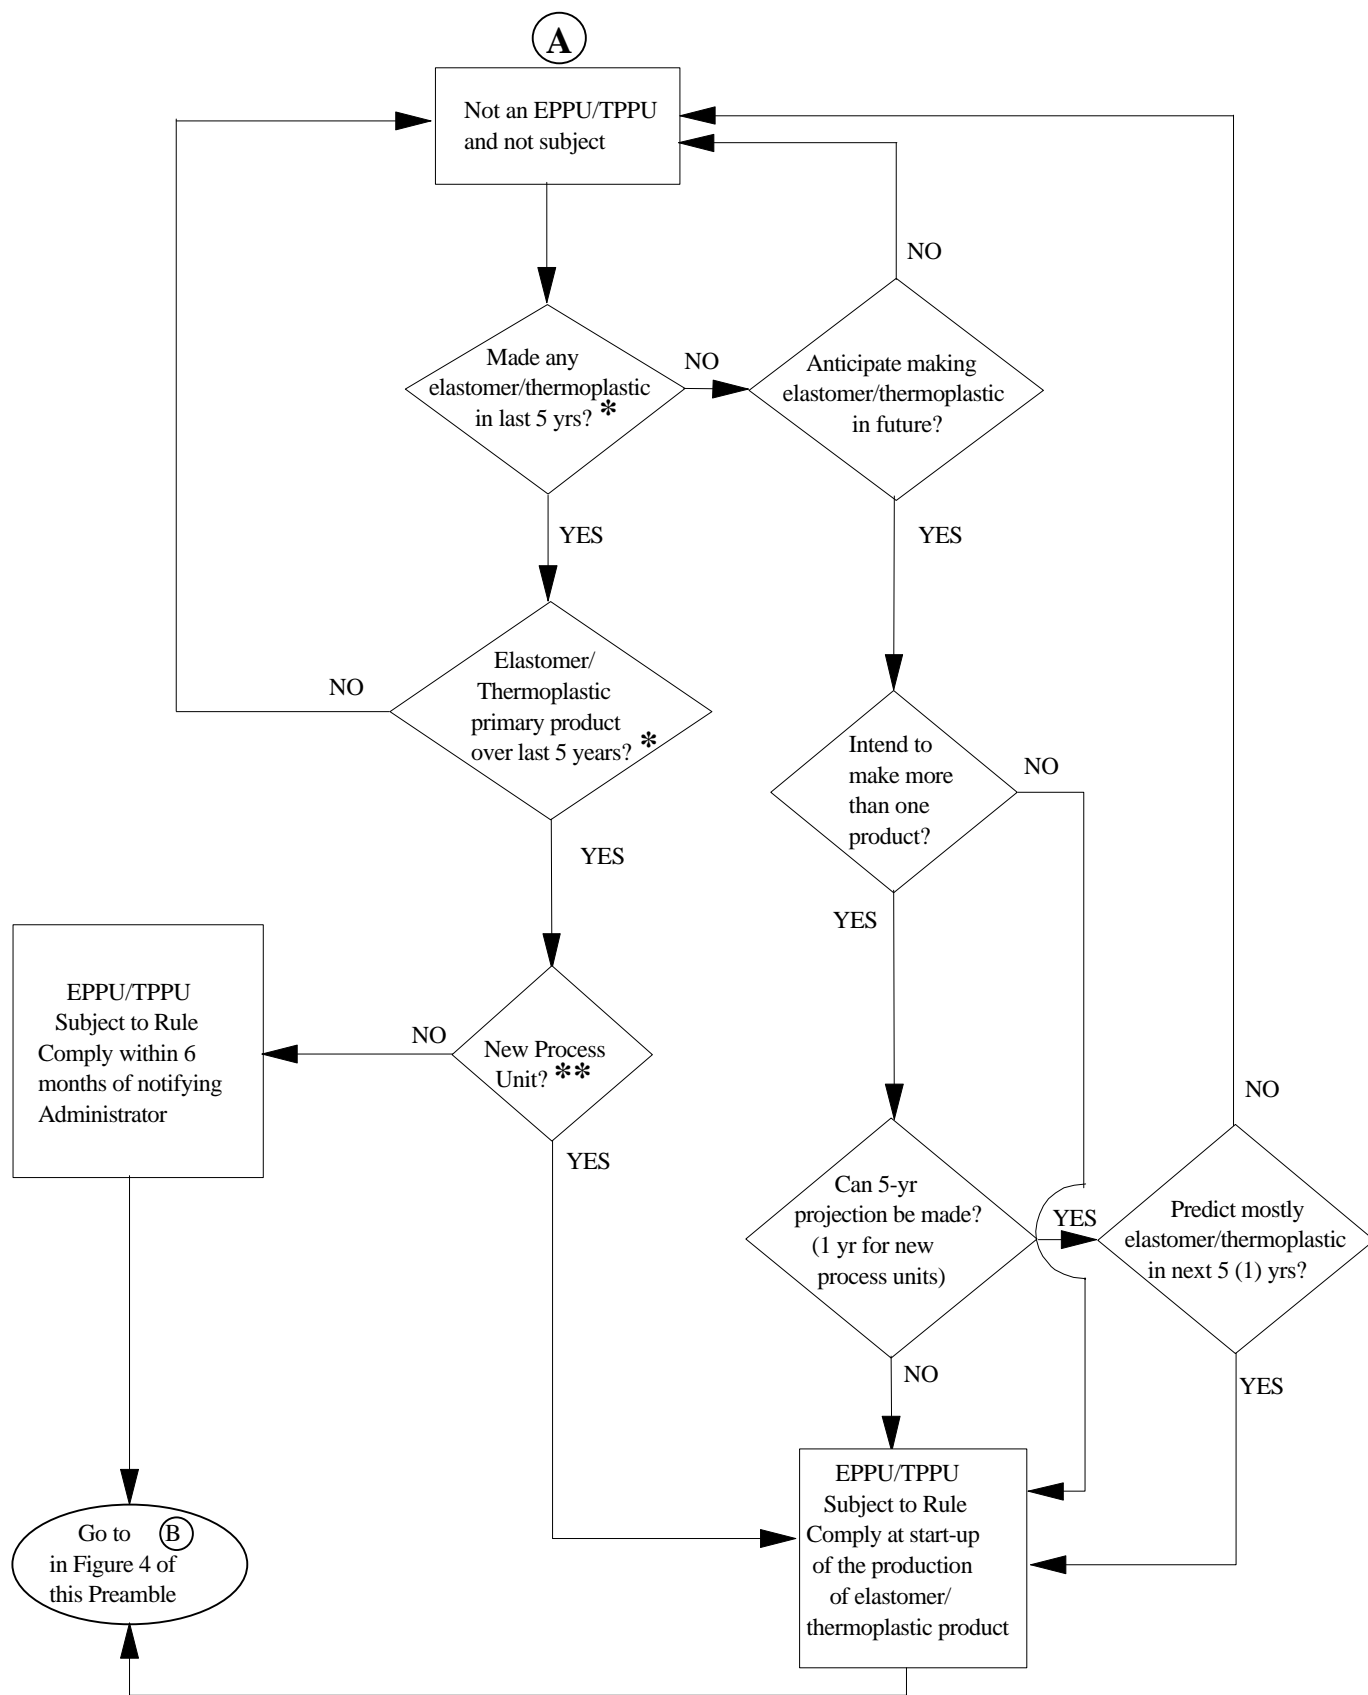 A
Not an EPPU/TPPU
and not subject
NO
Made any
elastomer/thermoplastic
in last 5 yrs? *
NO
Anticipate making
elastomer/thermoplastic
in future?
YES
YES
Elastomer/
Thermoplastic
primary product
over last 5 years? *
NO
Intend to
make more
than one
product?
NO
YES
YES
EPPU/TPPU
Subject to Rule
Comply within 6
months of notifying
Administrator
NO
New Process
Unit? **
YES
NO
Can 5-yr
projection be made?
(1 yr for new
process units)
YES
Predict mostly
elastomer/thermoplastic
in next 5 (1) yrs?
NO
YES
EPPU/TPPU
Subject to Rule
Comply at start-up
of the production
of elastomer/
thermoplastic product
Go to B
in Figure 4 of
this Preamble